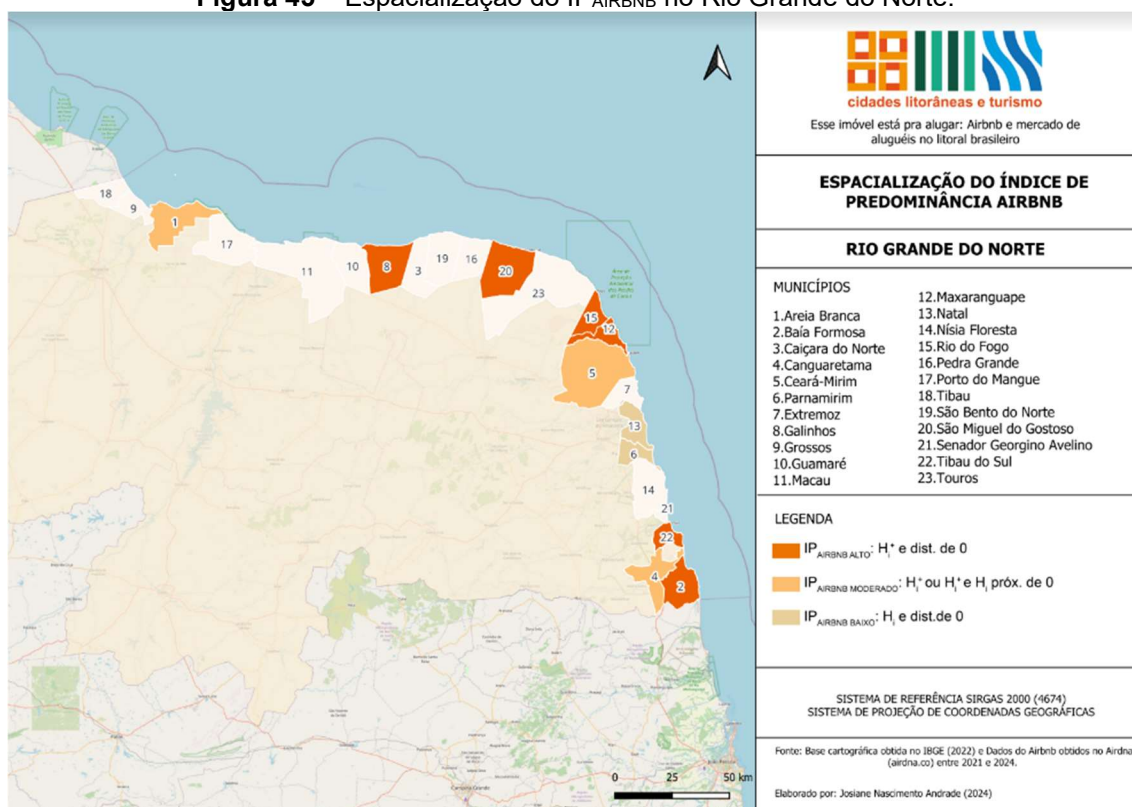 Figura 45 – Espacialização do IP AIRBNB no Rio Grande do Norte.
cidades litorâneas e turismo
Esse imóvel está pra alugar: Airbnb e mercado de
aluguéis no litoral brasileiro
ESPACIALIZAÇÃO DO ÍNDICE DE
PREDOMINÂNCIA AIRBNB
RIO GRANDE DO NORTE
MUNICÍPIOS
1.Areia Branca
2.Baía Formosa
3.Caiçara do Norte
4.Canguaretama
5.Ceará-Mirim
6.Parnamirim
7.Extremoz
8.Galinhos
9.Grossos
10.Guamaré
11.Macau
12.Maxaranguape
13.Natal
14.Nísia Floresta
15.Rio do Fogo
16.Pedra Grande
17.Porto do Mangue
18.Tibau
19.São Bento do Norte
20.São Miguel do Gostoso
21.Senador Georgino Avelino
22.Tibau do Sul
23.Touros
LEGENDA
IP AIRBNB ALTO: Hi+ e dist. de 0
IP AIRBNB MODERADO: Hi+ ou Hi+ e Hi próx. de 0
IP AIRBNB BAIXO: Hi e dist.de 0
SISTEMA DE REFERÊNCIA SIRGAS 2000 (4674)
SISTEMA DE PROJEÇÃO DE COORDENADAS GEOGRÁFICAS
Fonte: Base cartográfica obtida no IBGE (2022) e Dados do Airbnb obtidos no Airdna
(airdna.co) entre 2021 e 2024.
Elaborado por: Josiane Nascimento Andrade (2024)
18
9
1
17
11
10
8
3
19
16
20
23
15
12
5
7
13
6
14
21
22
4
2
0 25 50 km